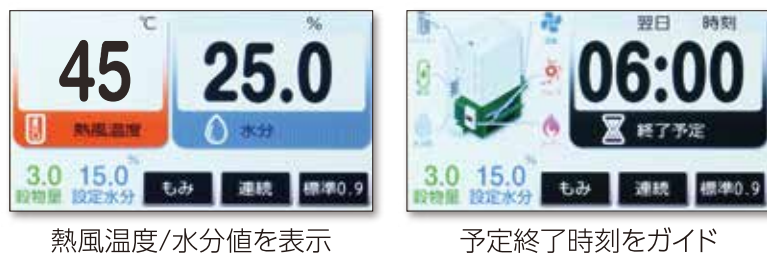 ℃
45
熱風温度
%
25.0
水分
3.0
穀物量
%
15.0
設定水分
もみ
連続
標準0.9
熱風温度/水分値を表示
翌日 時刻
06:00
終了予定
3.0
穀物量
%
15.0
設定水分
もみ
連続
標準0.9
予定終了時刻をガイド